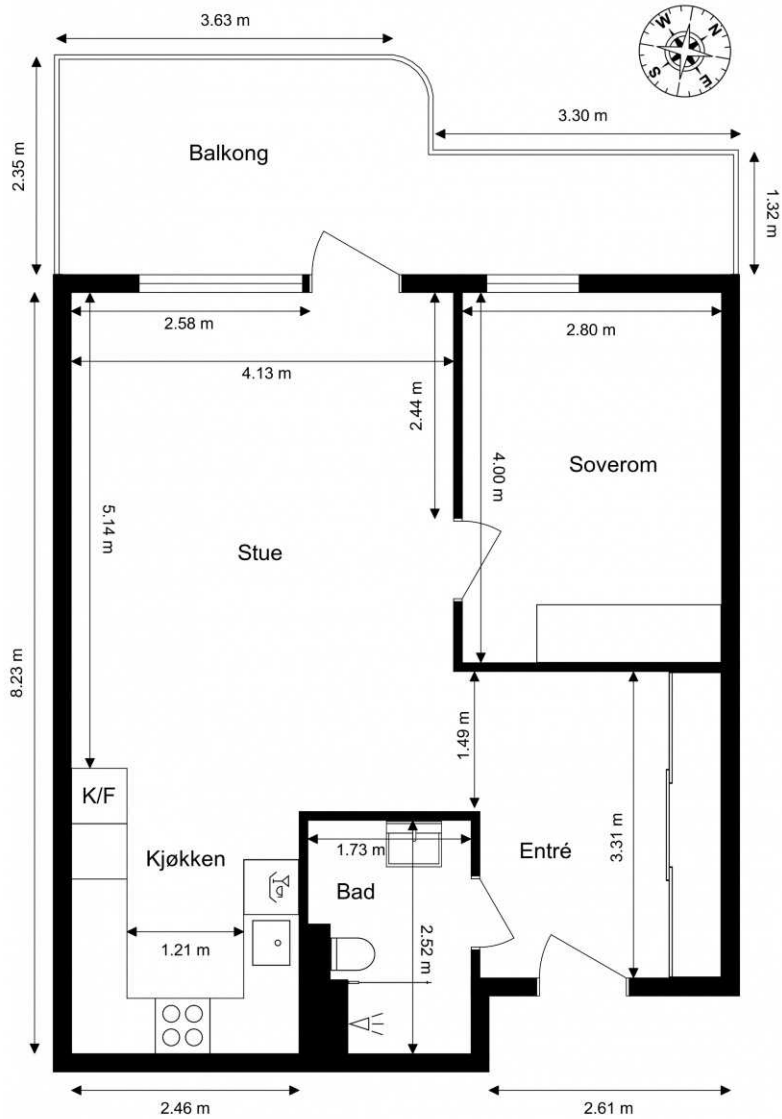 3.63 m
W
N
S
E
3.30 m
Balkong
2.35 m
1.32 m
2.58 m
2.80 m
4.13 m
2.44 m
4.00 m
Soverom
5.14 m
Stue
8.23 m
1.49 m
K/F
Kjøkken
1.73 m
Entré
3.31 m
Bad
2.52 m
1.21 m
2.46 m
2.61 m